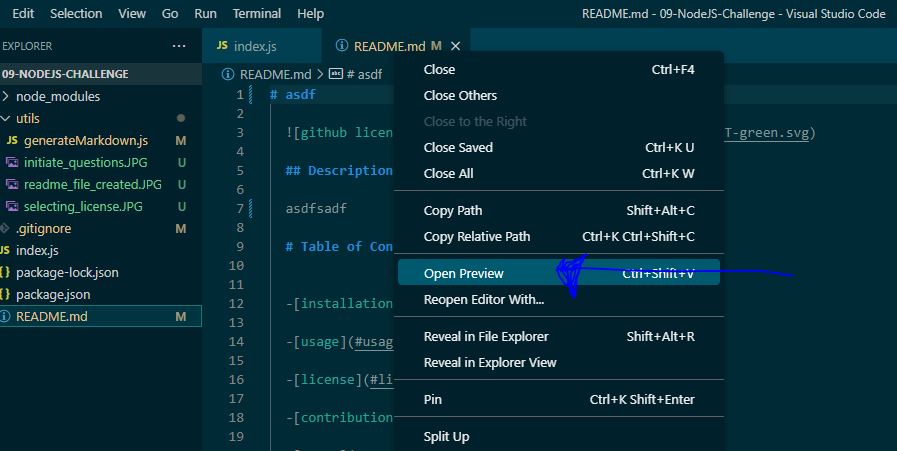 Edit Selection View Go Run Terminal Help README.md - 09-NodeJS-Challenge - Visual Studio Code
EXPLORER ···
09-NODEJS-CHALLENGE
> node_modules
utils
JS generateMarkdown.js M
initiate_questions.JPG U
readme_file_created.JPG U
selecting_license.JPG U
.gitignore M
JS index.js
{} package-lock.json
{} package.json
README.md M
JS index.js
README.md M ×
README.md > abc # asdf
1 # asdf
2
3 ![github licen
T-green.svg)
4
5 ## Description
6
7 asdfsadf
8
9 # Table of Con
10
11
12 -[installation
13
14 -[usage](#usag
15
16 -[license](#li
17
18 -[contribution
19
Close Ctrl+F4
Close Others
Close to the Right
Close Saved Ctrl+K U
Close All Ctrl+K W
Copy Path Shift+Alt+C
Copy Relative Path Ctrl+K Ctrl+Shift+C
Open Preview Ctrl+Shift+V
Reopen Editor With...
Reveal in File Explorer Shift+Alt+R
Reveal in Explorer View
Pin Ctrl+K Shift+Enter
Split Up